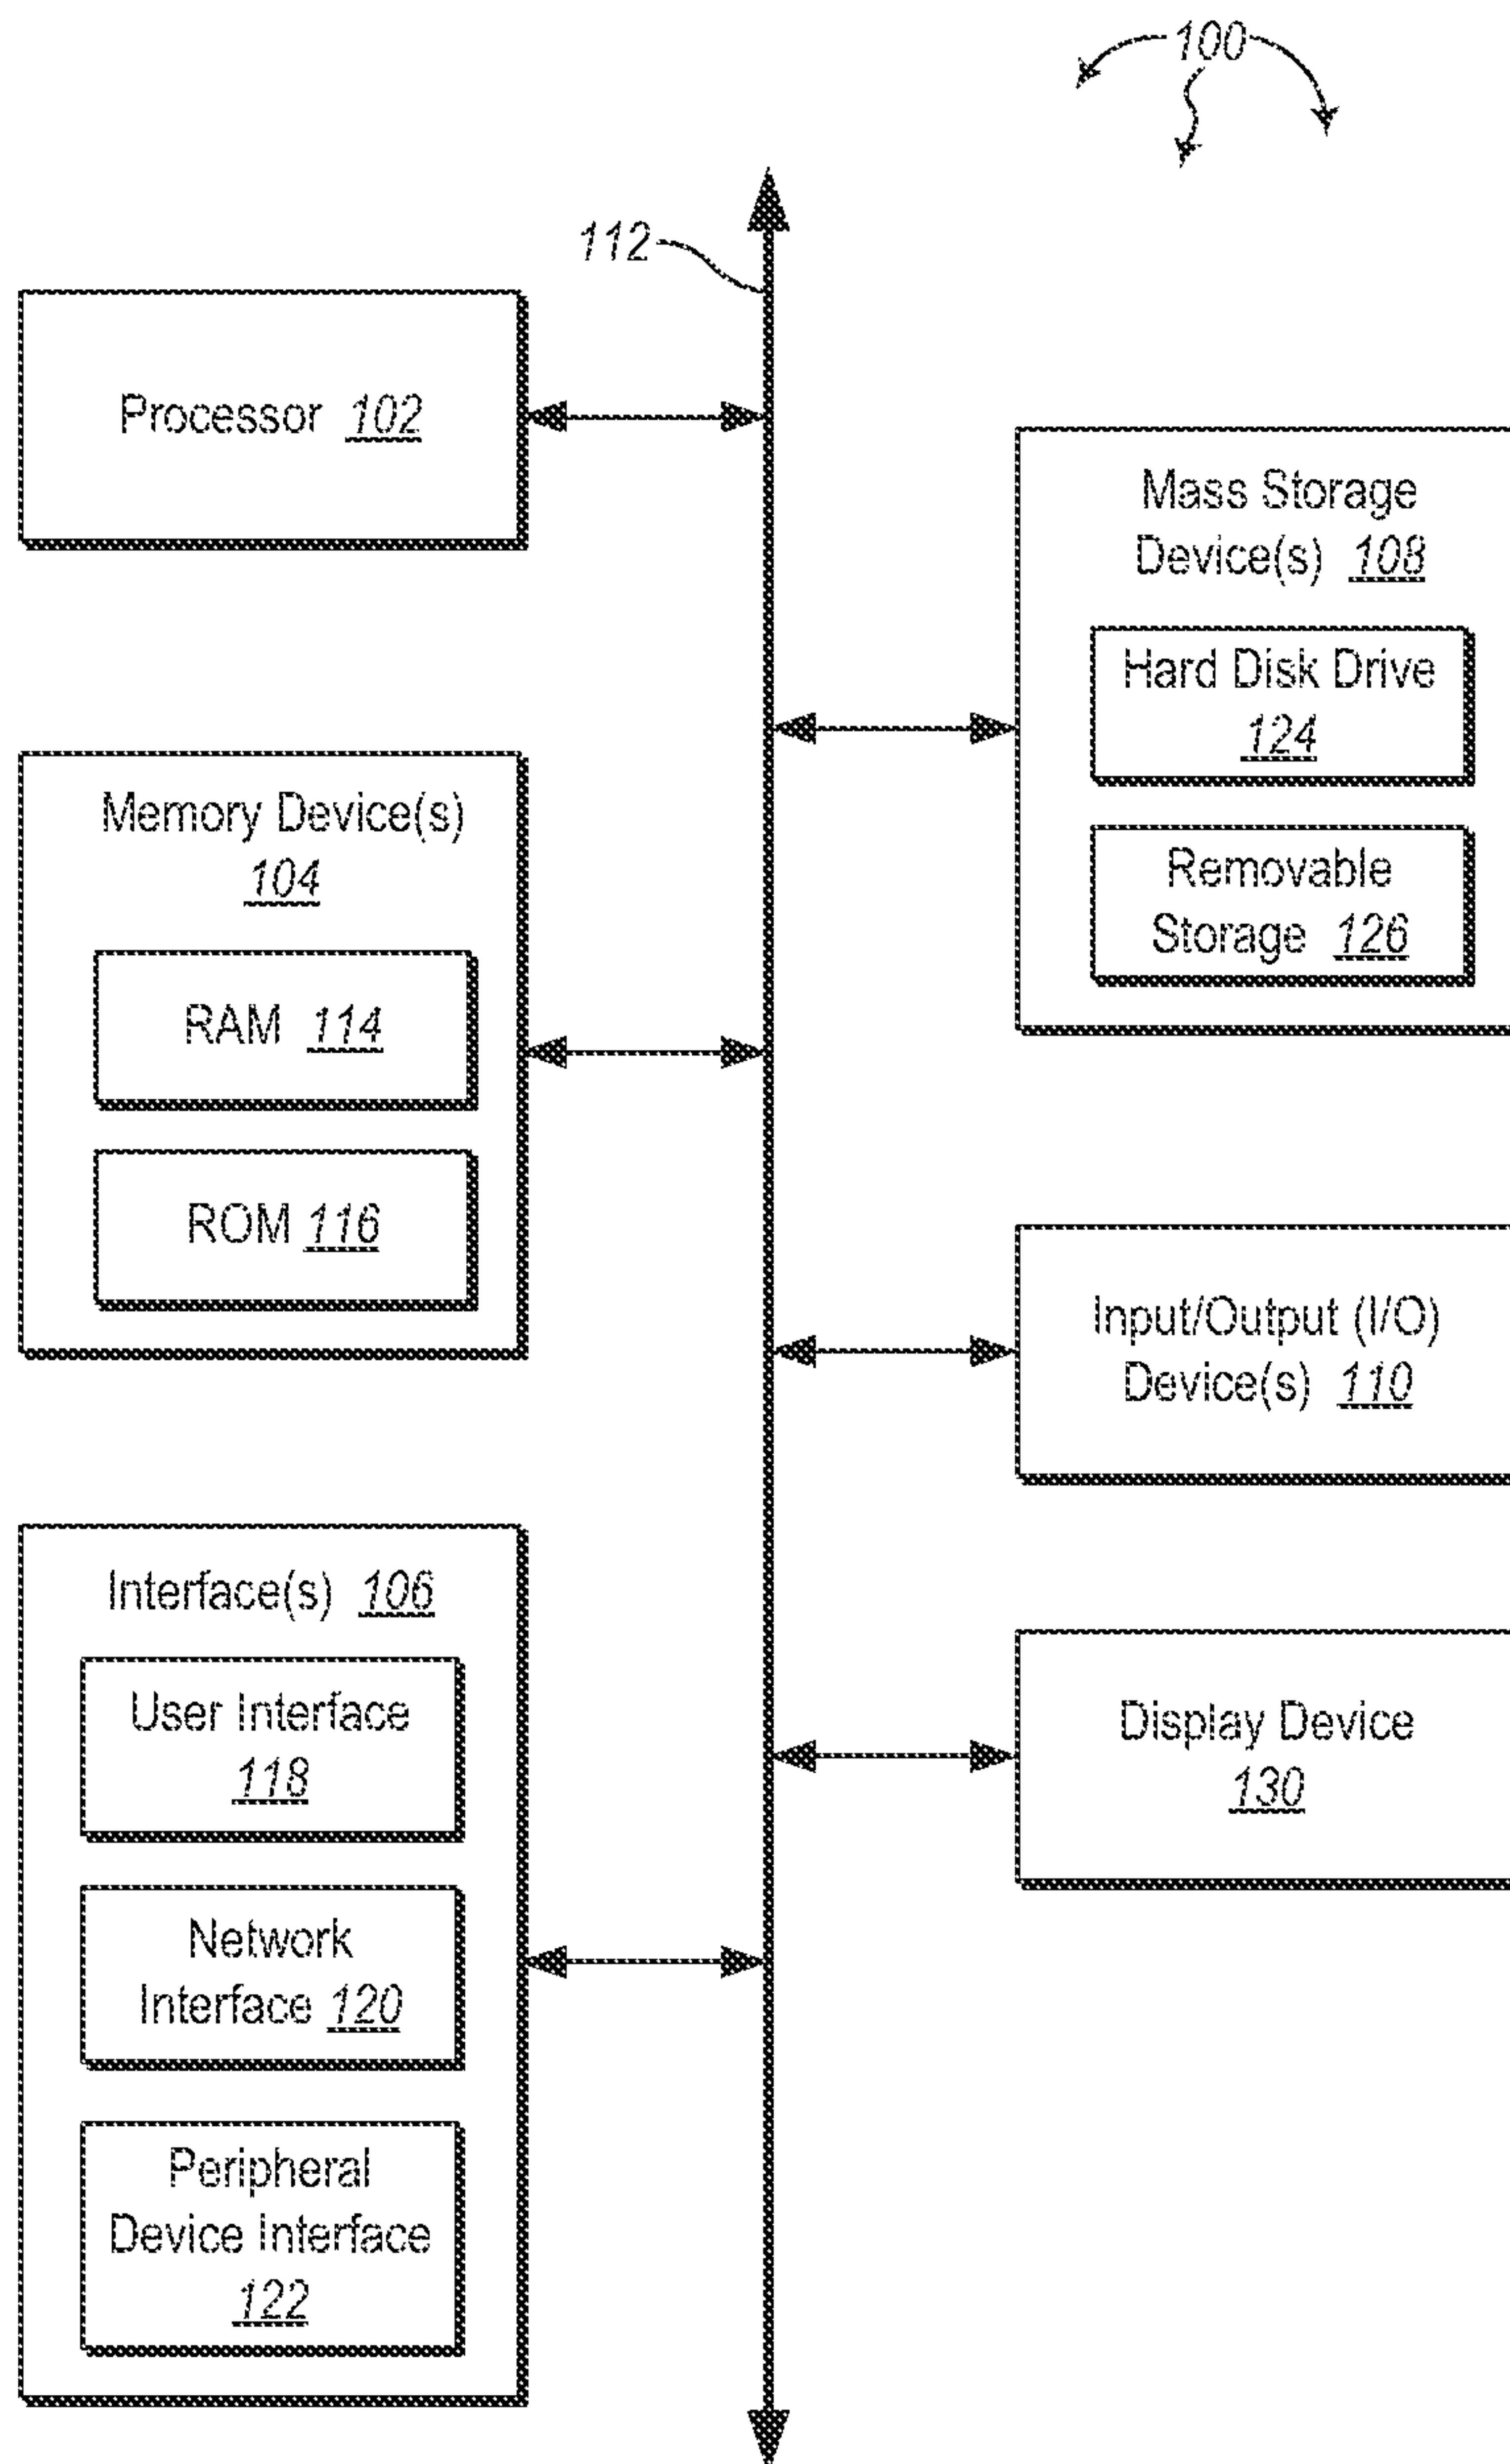 100
112
Processor 102
Mass Storage
Device(s) 108
Hard Disk Drive
124
Removable
Storage 126
Memory Device(s)
104
RAM 114
ROM 116
Input/Output (I/O)
Device(s) 110
Interface(s) 106
User Interface
118
Network
Interface 120
Peripheral
Device Interface
122
Display Device
130